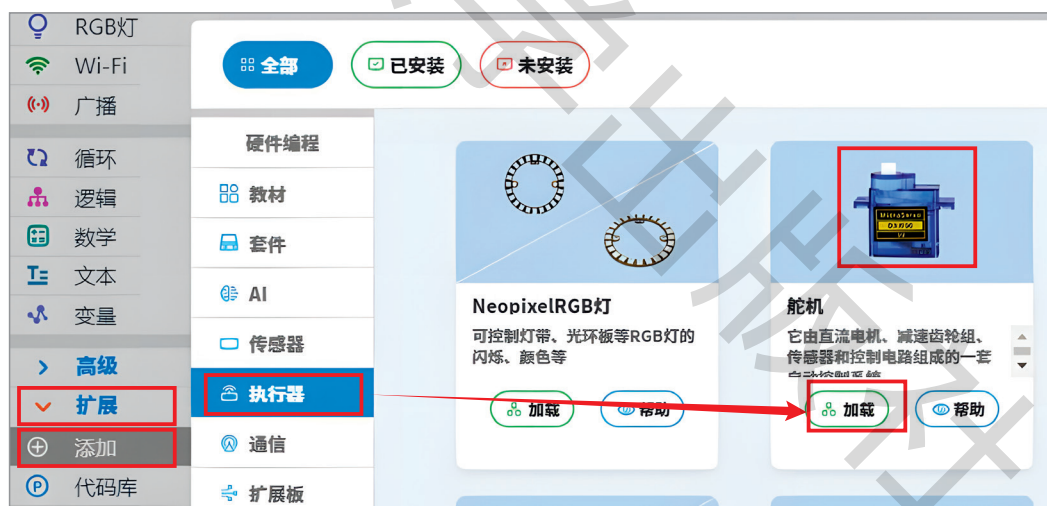 RGB灯
Wi-Fi
广播
循环
逻辑
数学
文本
变量
高级
扩展
添加
代码库
全部
已安装
未安装
硬件编程
教材
套件
AI
传感器
执行器
通信
扩展板
NeopixelRGB灯
可控制灯带、光环板等RGB灯的
闪烁、颜色等
加载
帮助
舵机
它由直流电机、减速齿轮组、
传感器和控制电路组成的一套
自动控制系统
加载
帮助